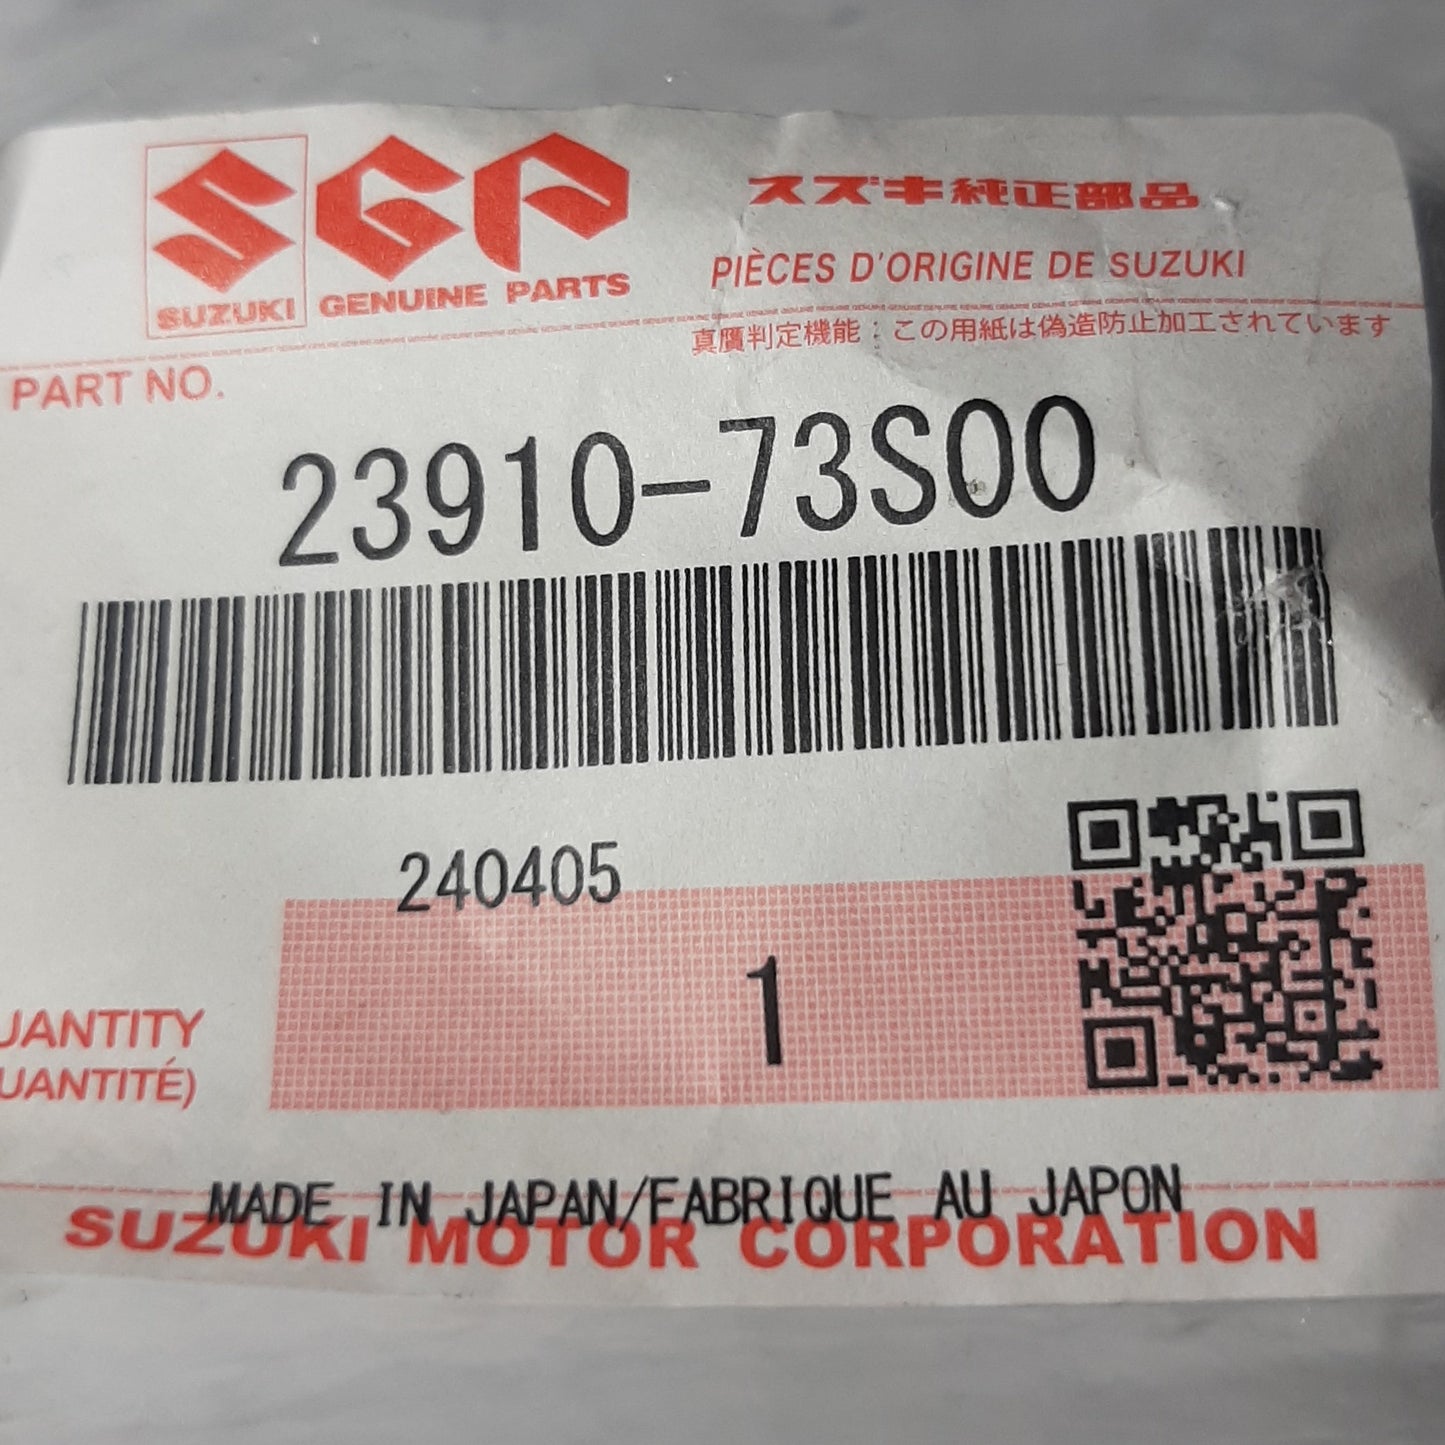 SUZUKI
SGP
GENUINE PARTS
スズキ純正部品
PIÈCES D'ORIGINE DE SUZUKI
真贋判定機能：この用紙は偽造防止加工されています
PART NO.
23910-73S00
240405
1
UANTITY
UANTITÉ)
MADE IN JAPAN/FABRIQUE AU JAPON
SUZUKI MOTOR CORPORATION